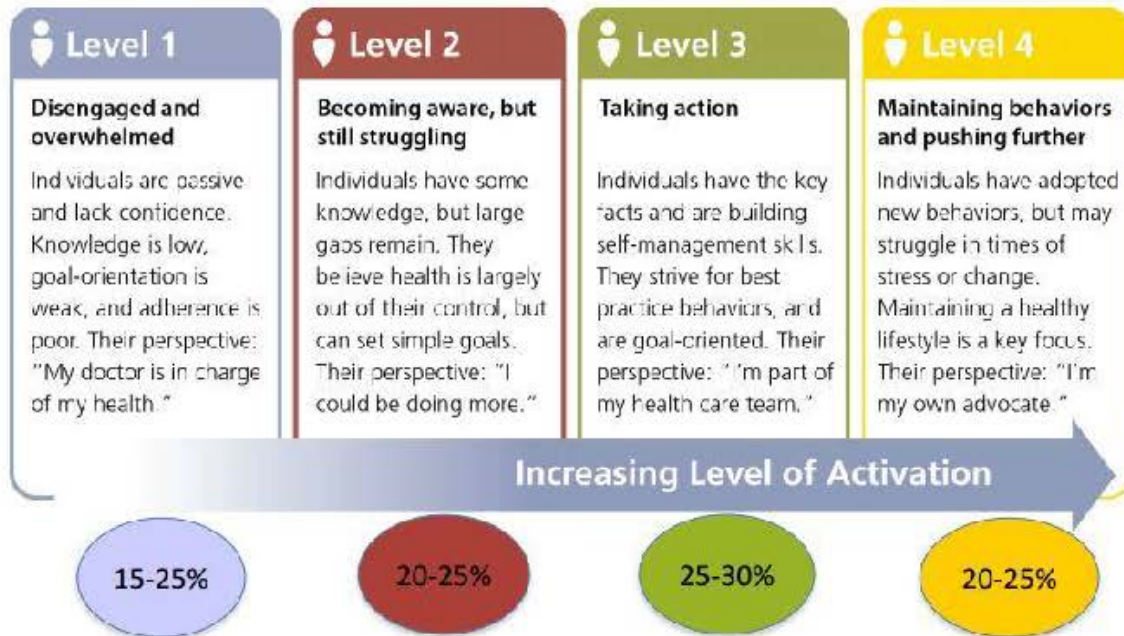 Level 1
Disengaged and
overwhelmed
Individuals are passive
and lack confidence.
Knowledge is low,
goal-orientation is
weak, and adherence is
poor. Their perspective:
"My doctor is in charge
of my health."
Level 2
Becoming aware, but
still struggling
Individuals have some
knowledge, but large
gaps remain. They
believe health is largely
out of their control, but
can set simple goals.
Their perspective: "I
could be doing more."
Level 3
Taking action
Individuals have the key
facts and are building
self-management skills.
They strive for best
practice behaviors, and
are goal-oriented. Their
perspective: "I'm part of
my health care team."
Level 4
Maintaining behaviors
and pushing further
Individuals have adopted
new behaviors, but may
struggle in times of
stress or change.
Maintaining a healthy
lifestyle is a key focus.
Their perspective: "I'm
my own advocate."
Increasing Level of Activation
15-25%
20-25%
25-30%
20-25%